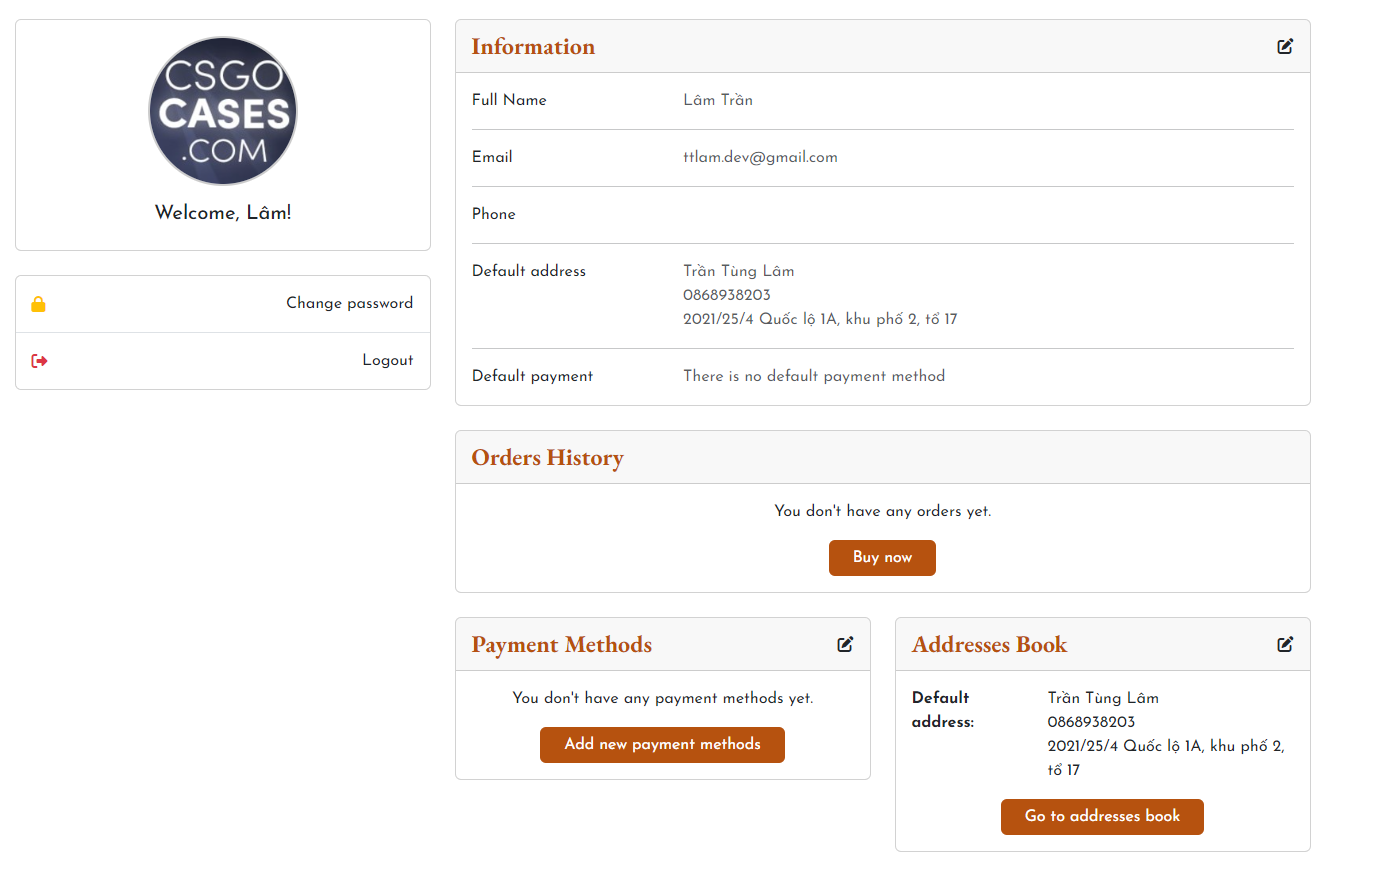 CSGO
CASES
.COM
Welcome, Lâm!
Change password
Logout
Information
Full Name Lâm Trần
Email ttlam.dev@gmail.com
Phone
Default address Trần Tùng Lâm
0868938203
2021/25/4 Quốc lộ 1A, khu phố 2, tổ 17
Default payment There is no default payment method
Orders History
You don't have any orders yet.
Buy now
Payment Methods
You don't have any payment methods yet.
Add new payment methods
Addresses Book
Default address: Trần Tùng Lâm
0868938203
2021/25/4 Quốc lộ 1A, khu phố 2,
tổ 17
Go to addresses book